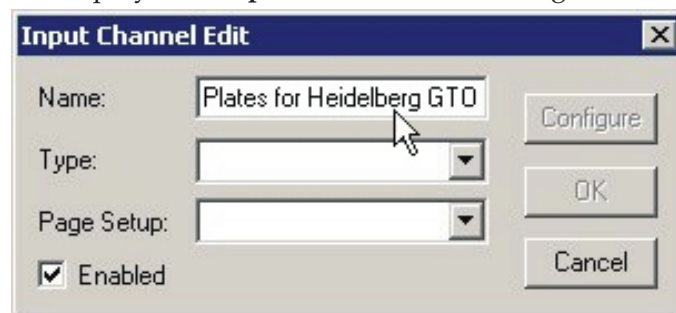 Input Channel Edit
Name: Plates for Heidelberg GTO
Configure
Type:
OK
Page Setup:
Cancel
Enabled